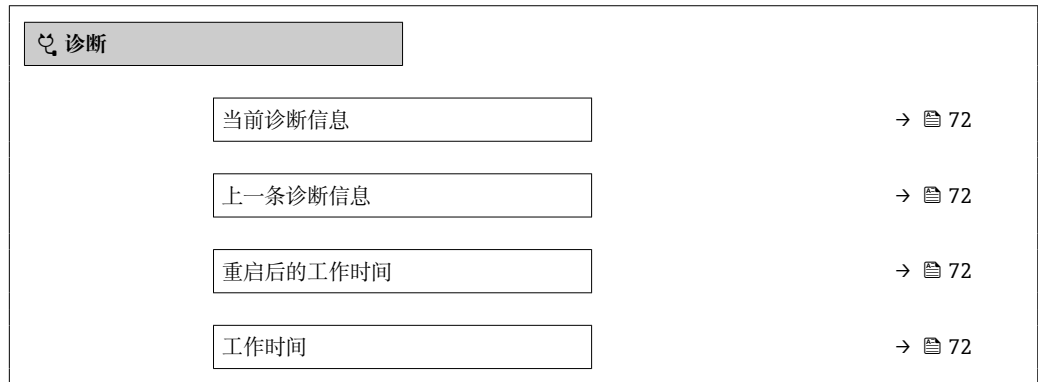 诊断
当前诊断信息 → 72
上一条诊断信息 → 72
重启后的工作时间 → 72
工作时间 → 72